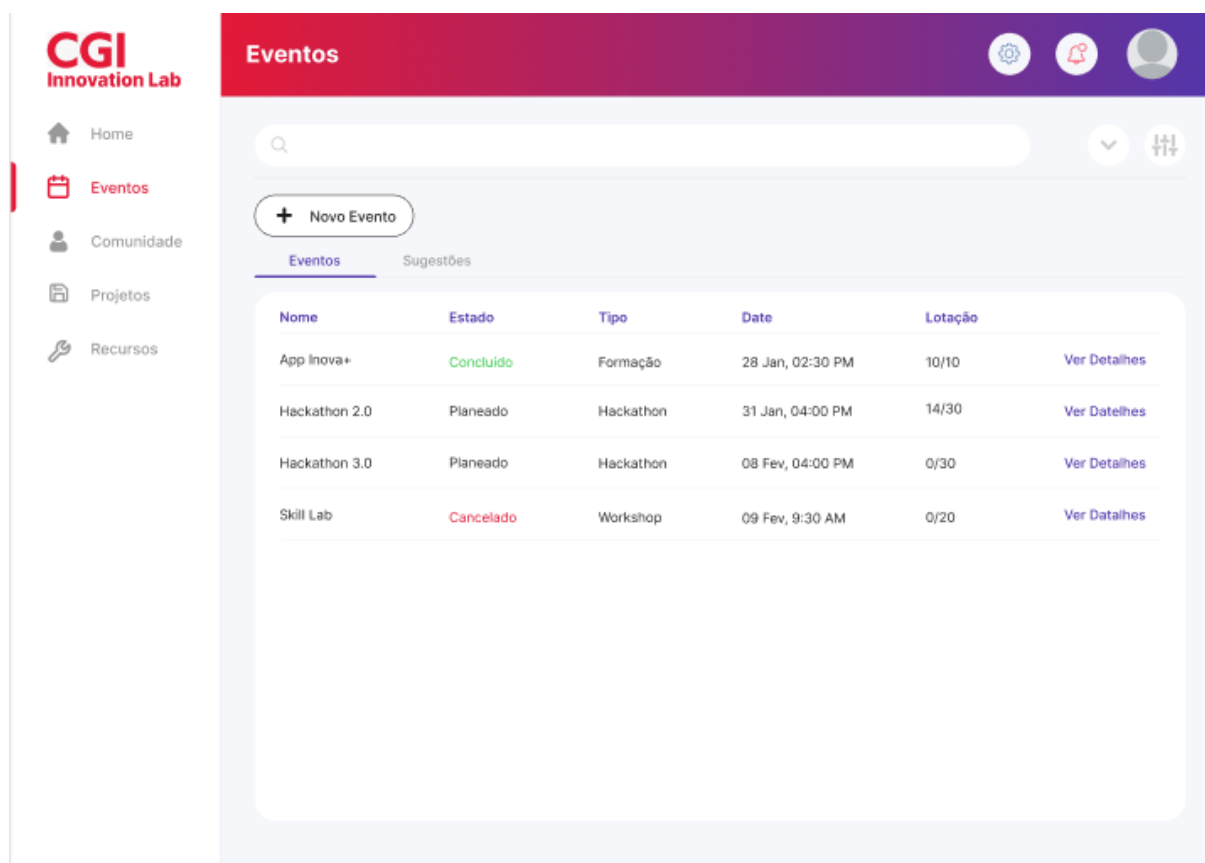 CGI
Innovation Lab
Eventos
Home
Eventos
Comunidade
Projetos
Recursos
+ Novo Evento
Eventos Sugestões
Nome Estado Tipo Date Lotação
App Inova+ Concluído Formação 28 Jan, 02:30 PM 10/10 Ver Detalhes
Hackathon 2.0 Planeado Hackathon 31 Jan, 04:00 PM 14/30 Ver Datelhes
Hackathon 3.0 Planeado Hackathon 08 Fev, 04:00 PM 0/30 Ver Detalhes
Skill Lab Cancelado Workshop 09 Fev, 9:30 AM 0/20 Ver Datalhes